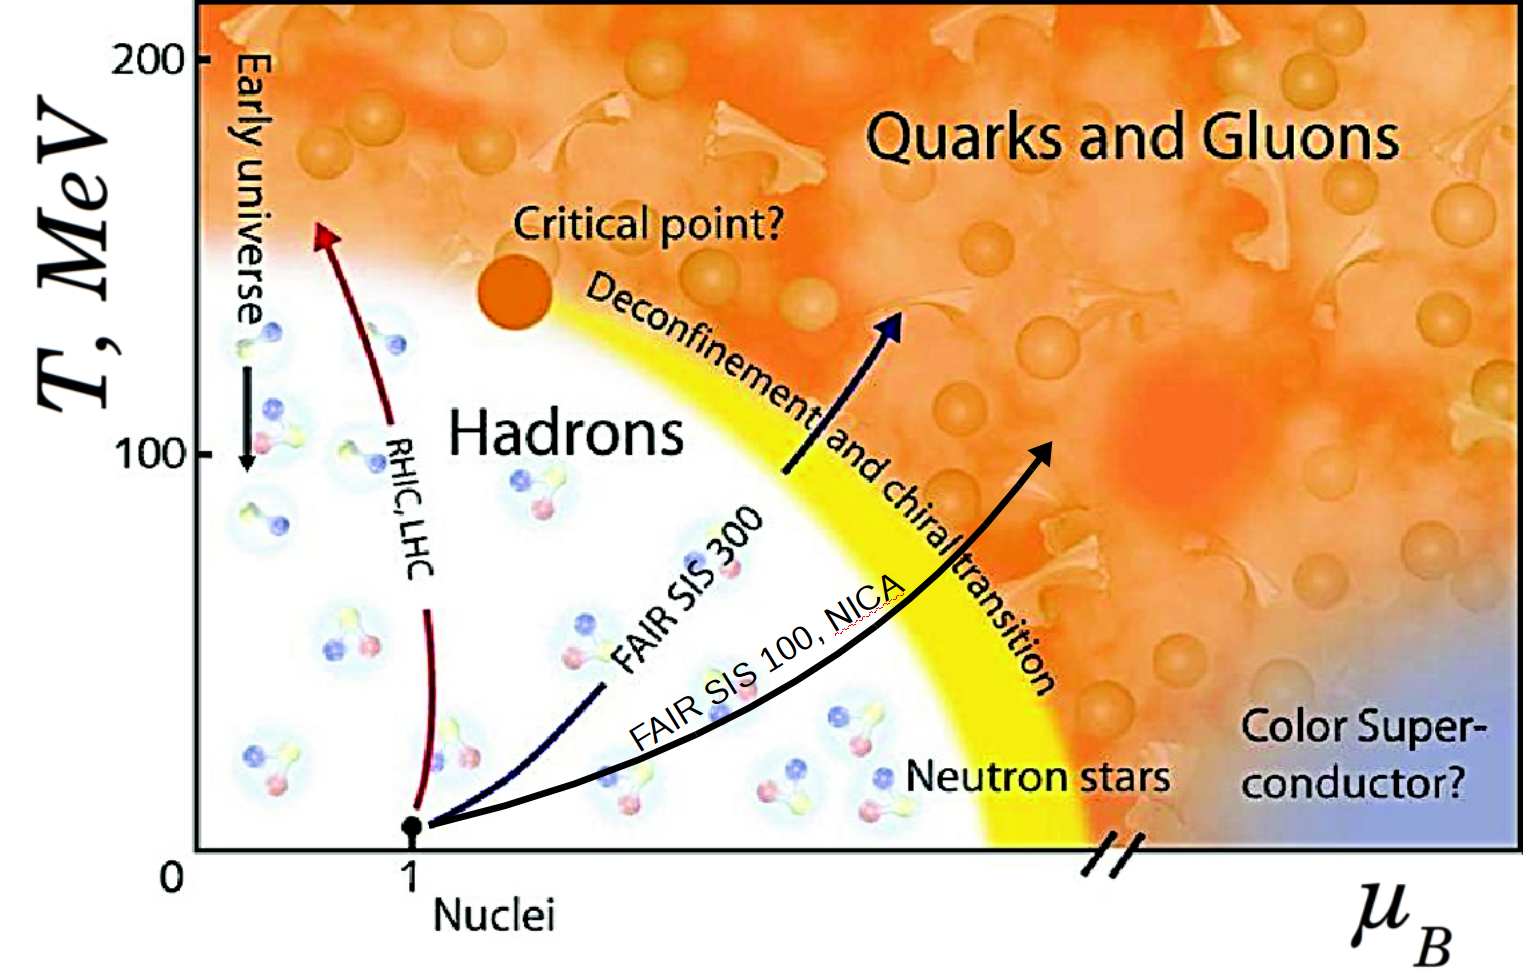 200
T, MeV
Early universe
Quarks and Gluons
Critical point?
Deconfinement and chiral transition
Hadrons
100
RHIC, LHC
FAIR SIS 300
FAIR SIS 100, NICA
Neutron stars
Color Super-
conductor?
0
1
Nuclei
μ_B